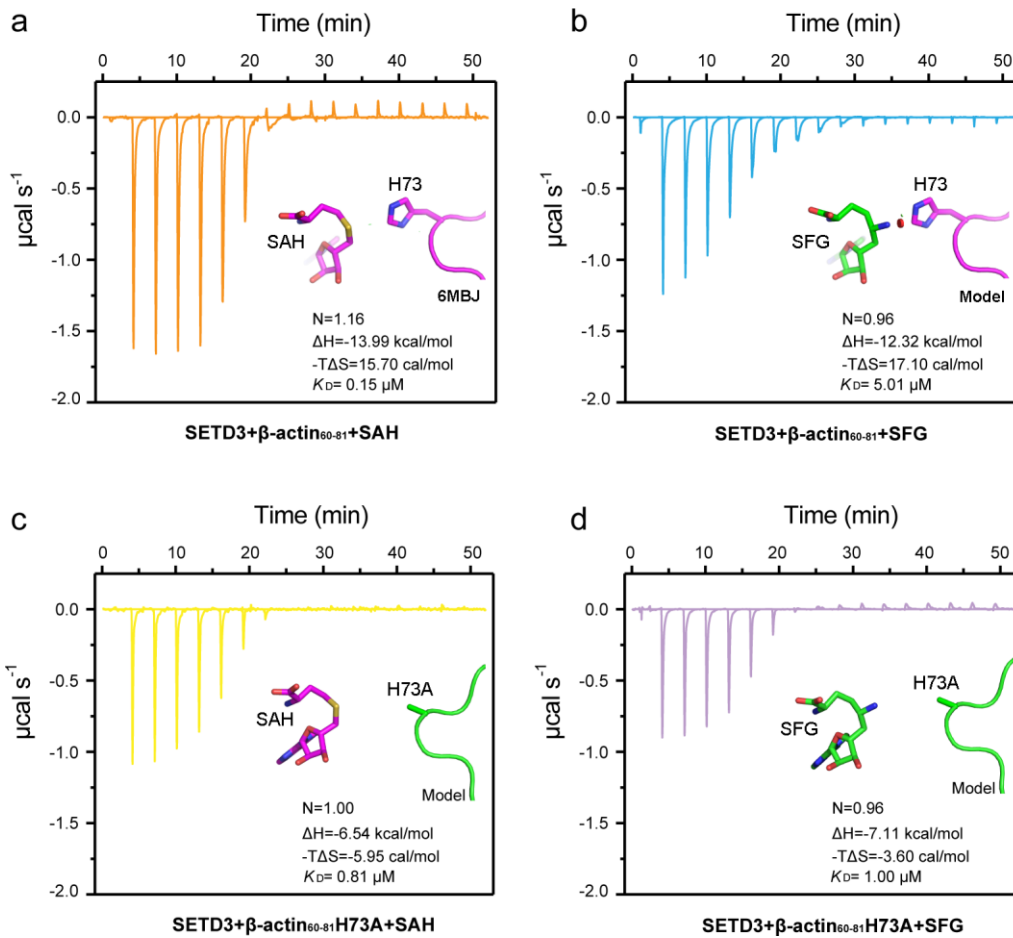 a
Time (min)
0 10 20 30 40 50
0.0
-0.5
-1.0
-1.5
-2.0
µcal s⁻¹
H73
SAH
6MBJ
N=1.16
ΔH=-13.99 kcal/mol
-TΔS=15.70 cal/mol
KD= 0.15 µM
SETD3+β-actin60-81+SAH
b
Time (min)
0 10 20 30 40 50
0.0
-0.5
-1.0
-1.5
-2.0
µcal s⁻¹
H73
SFG
Model
N=0.96
ΔH=-12.32 kcal/mol
-TΔS=17.10 cal/mol
KD= 5.01 µM
SETD3+β-actin60-81+SFG
c
Time (min)
0 10 20 30 40 50
0.0
-0.5
-1.0
-1.5
-2.0
µcal s⁻¹
H73A
SAH
Model
N=1.00
ΔH=-6.54 kcal/mol
-TΔS=-5.95 cal/mol
KD= 0.81 µM
SETD3+β-actin60-81H73A+SAH
d
Time (min)
0 10 20 30 40 50
0.0
-0.5
-1.0
-1.5
-2.0
µcal s⁻¹
H73A
SFG
Model
N=0.96
ΔH=-7.11 kcal/mol
-TΔS=-3.60 cal/mol
KD= 1.00 µM
SETD3+β-actin60-81H73A+SFG